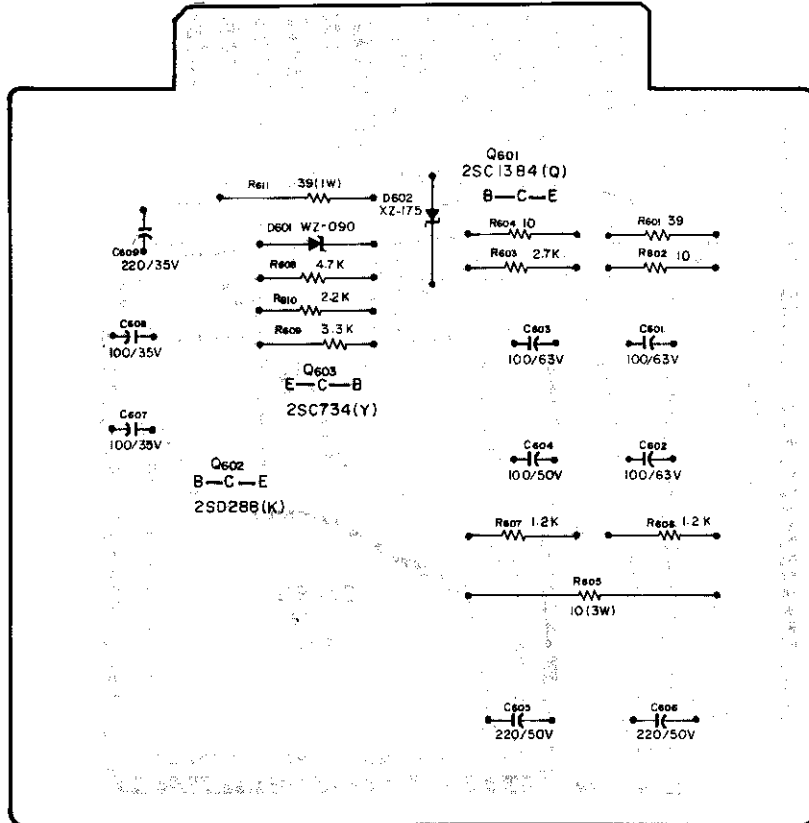 Q601
2SC1384(Q)
B-C-E
R611 39(1W)
D602
XZ-175
D601 WZ-090
R604 10
R601 39
C609
220/35V
R608 4.7K
R603 2.7K
R602 10
R610 2.2K
R609 3.3K
C608
100/35V
C603
100/63V
C601
100/63V
Q603
E-C-B
2SC734(Y)
C607
100/35V
Q602
B-C-E
2SD288(K)
C604
100/50V
C602
100/63V
R607 1.2K
R606 1.2K
R605
10(3W)
C605
220/50V
C606
220/50V